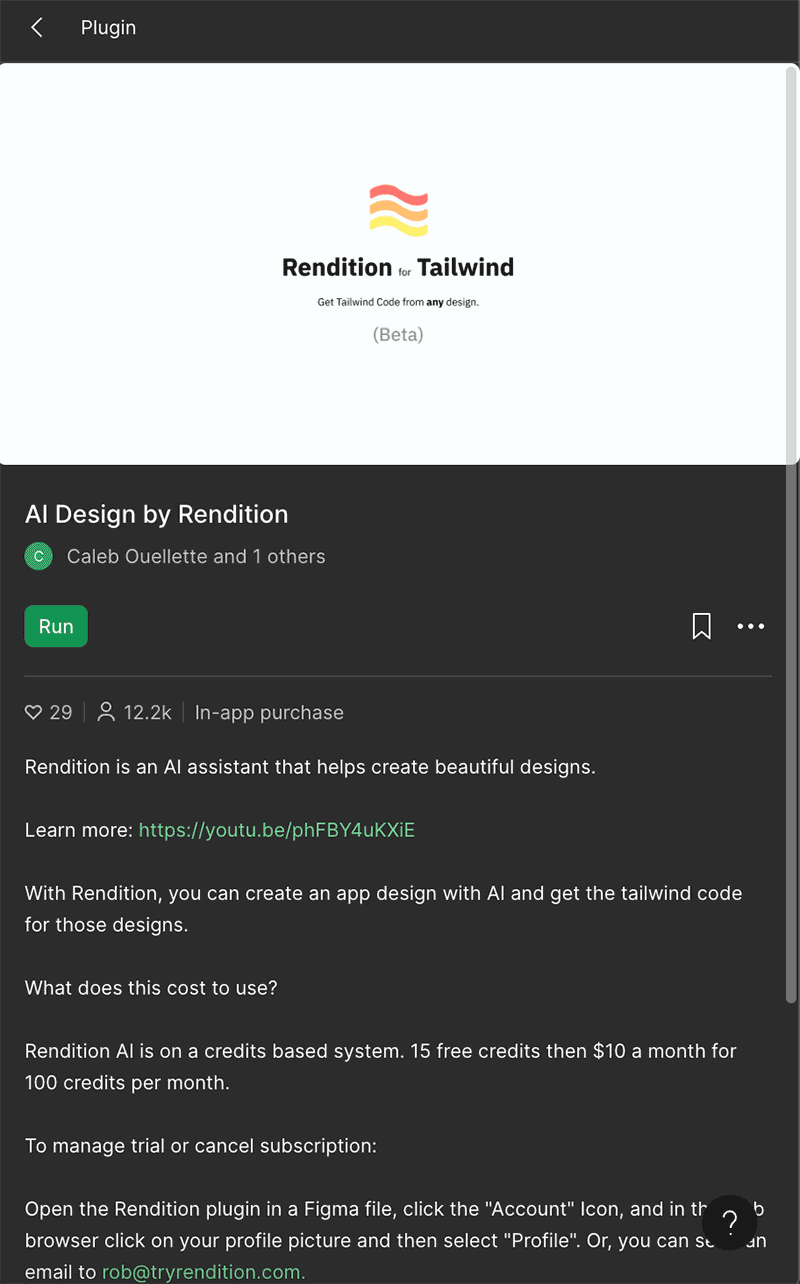 Plugin
Rendition for Tailwind
Get Tailwind Code from any design.
(Beta)
AI Design by Rendition
C Caleb Ouellette and 1 others
Run
29 12.2k In-app purchase
Rendition is an AI assistant that helps create beautiful designs.
Learn more: https://youtu.be/phFBY4uKXiE
With Rendition, you can create an app design with AI and get the tailwind code
for those designs.
What does this cost to use?
Rendition AI is on a credits based system. 15 free credits then $10 a month for
100 credits per month.
To manage trial or cancel subscription:
Open the Rendition plugin in a Figma file, click the "Account" Icon, and in
browser click on your profile picture and then select "Profile". Or, you can
email to rob@tryrendition.com.
?